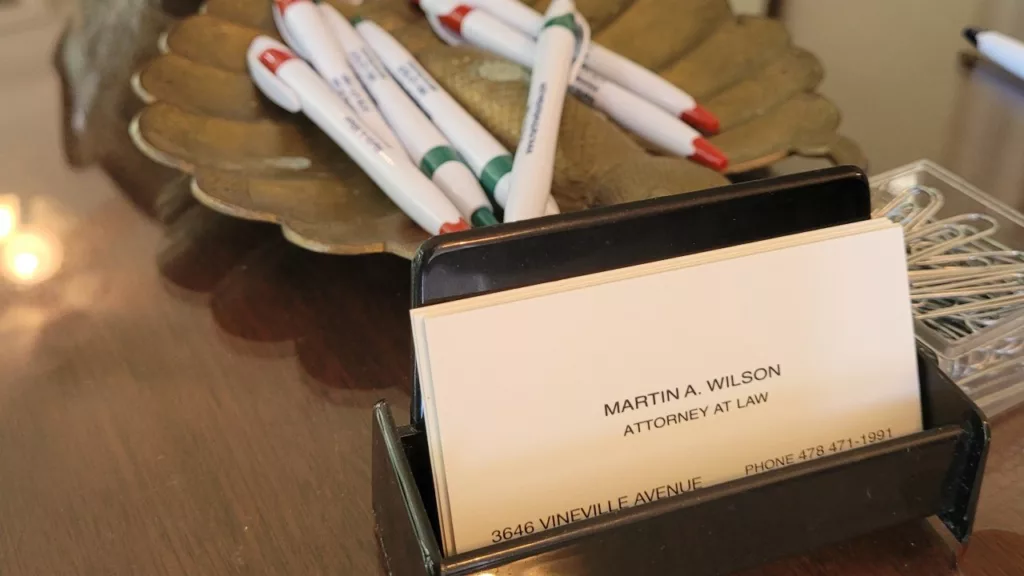 MARTIN A. WILSON
ATTORNEY AT LAW
PHONE 478 471-1991
3646 VINEVILLE AVENUE